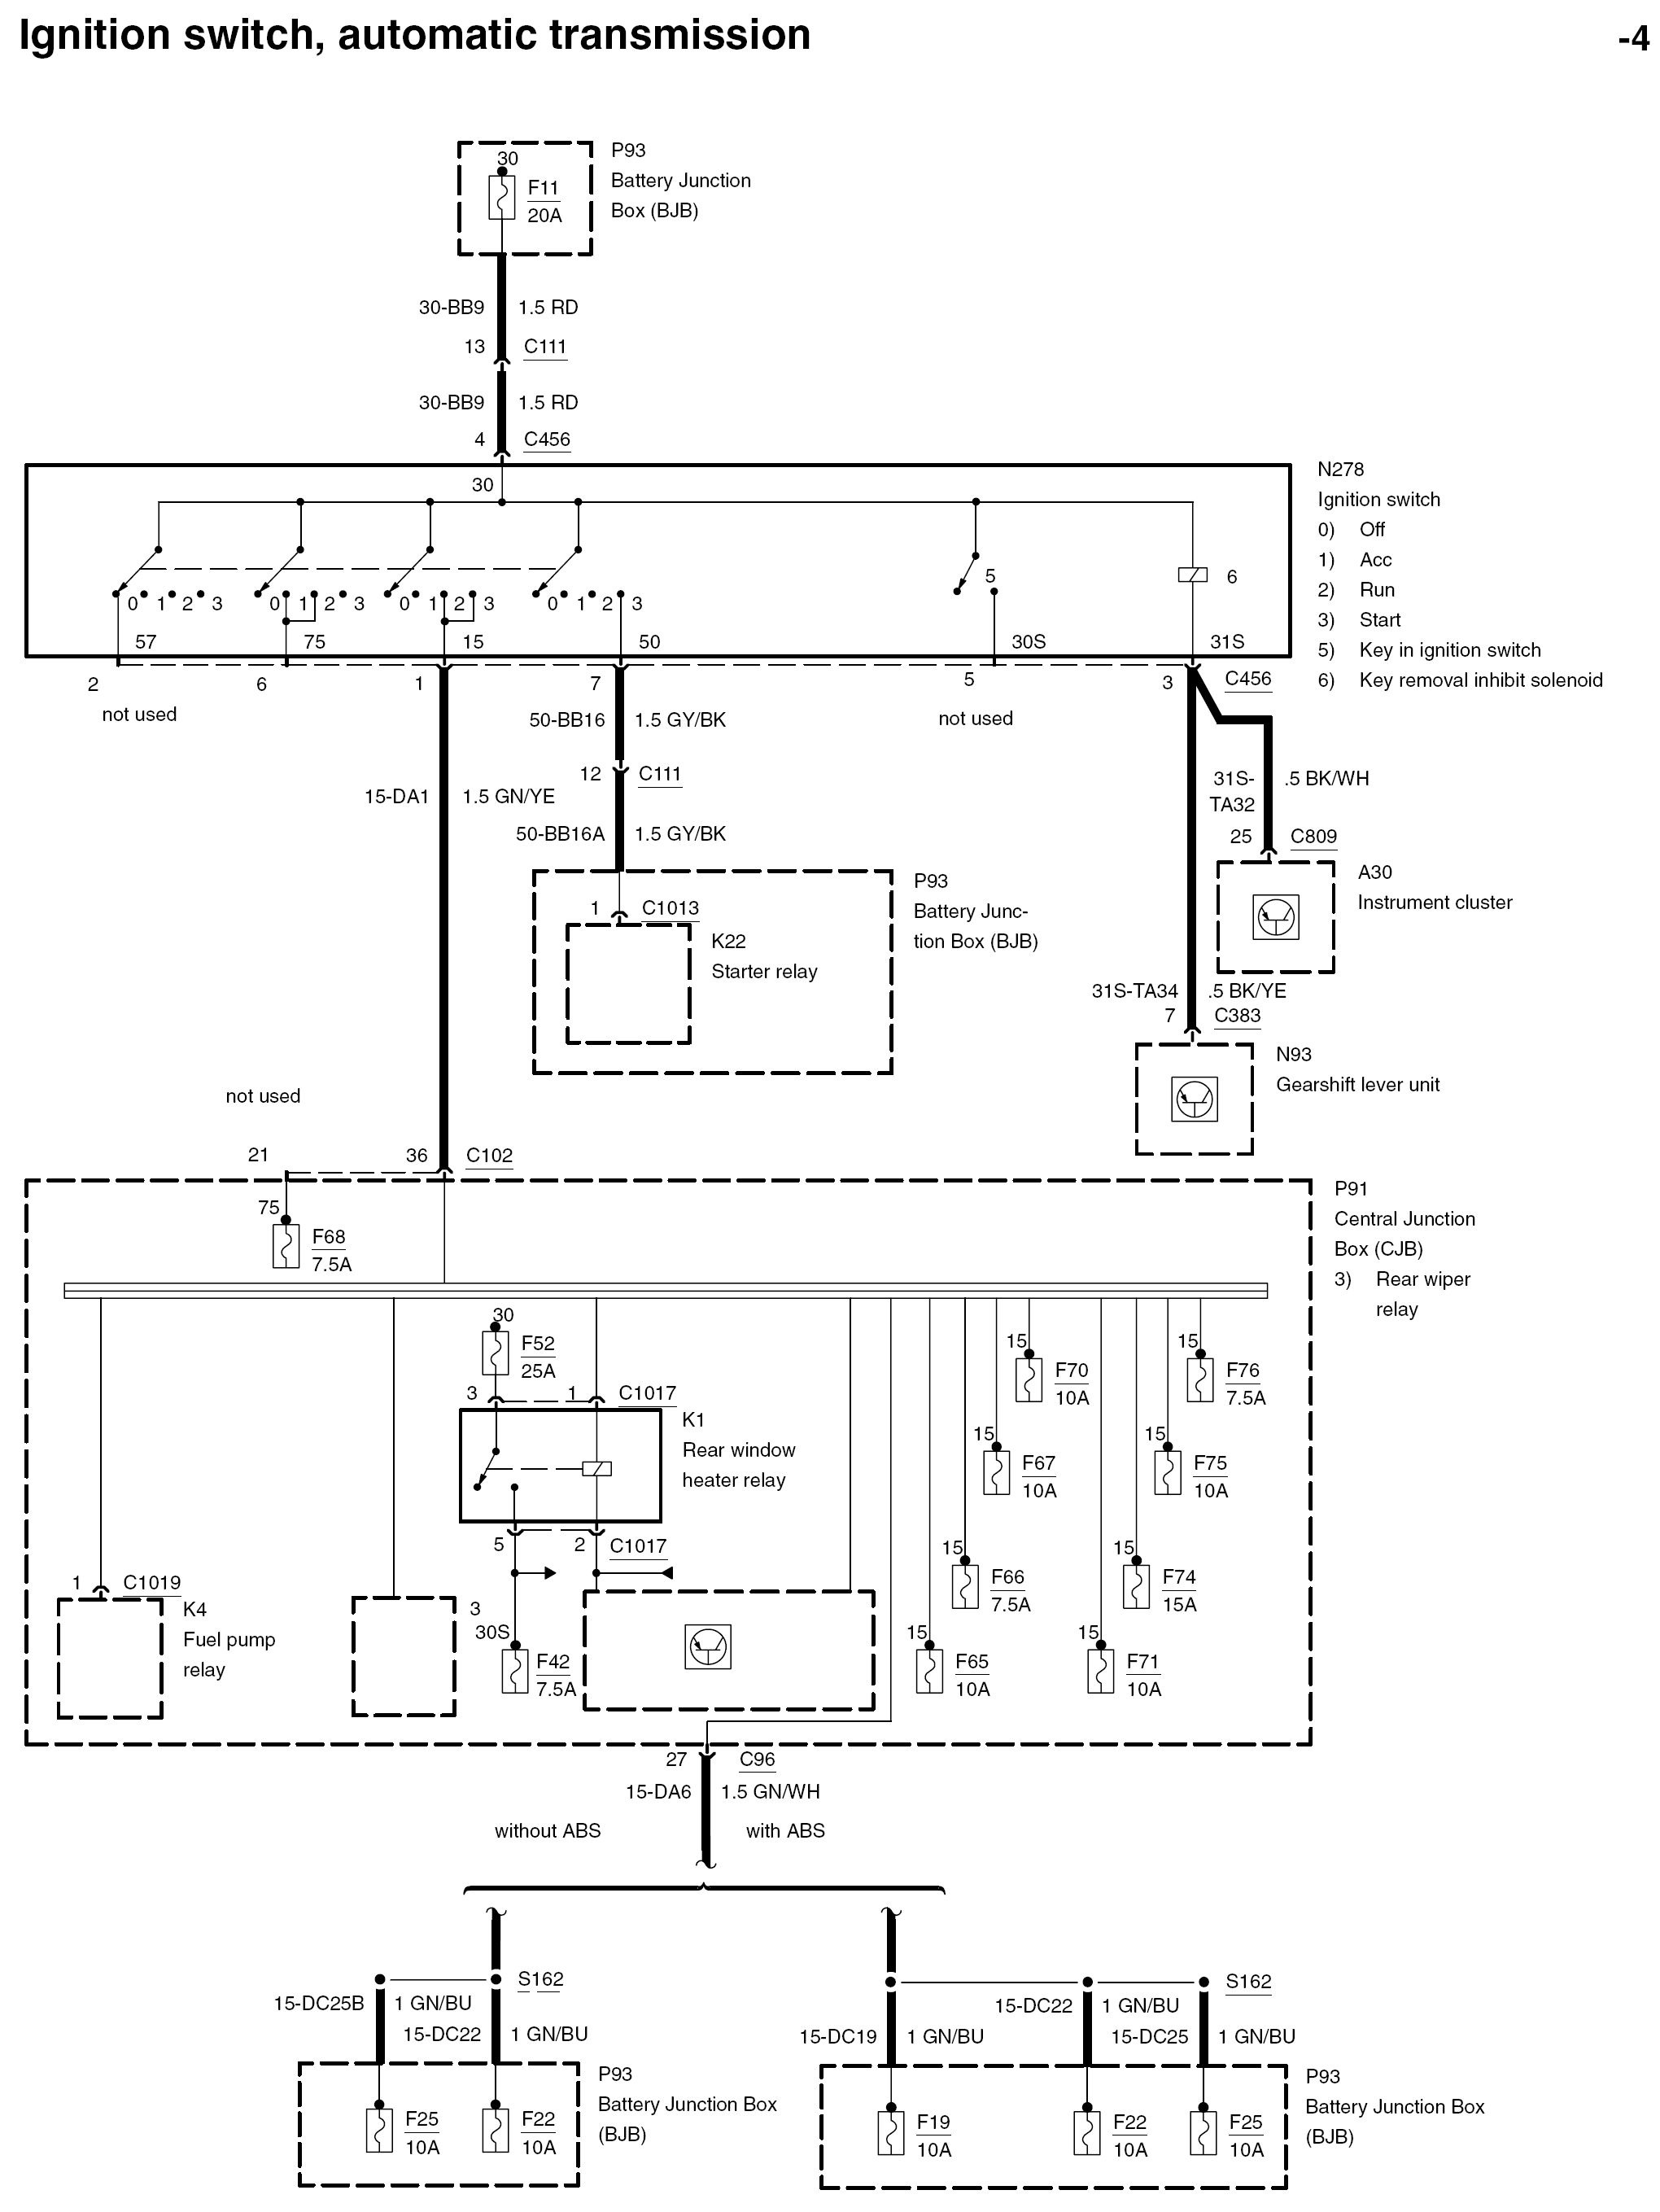 Ignition switch, automatic transmission -4
30
F11
20A
P93
Battery Junction
Box (BJB)
30-BB9 1.5 RD
13 C111
30-BB9 1.5 RD
4 C456
30
0 1 2 3 0 1 2 3 0 1 2 3 0 1 2 3 5 6
57 75 15 50 30S 31S
N278
Ignition switch
0) Off
1) Acc
2) Run
3) Start
5) Key in ignition switch
6) Key removal inhibit solenoid
2 6 1 7 5 3 C456
not used
not used
50-BB16 1.5 GY/BK
12 C111
15-DA1 1.5 GN/YE
50-BB16A 1.5 GY/BK
31S-
TA32
.5 BK/WH
25 C809
A30
Instrument cluster
1 C1013
K22
Starter relay
P93
Battery Junc-
tion Box (BJB)
31S-TA34 .5 BK/YE
7 C383
N93
Gearshift lever unit
not used
21 36 C102
75
F68
7.5A
P91
Central Junction
Box (CJB)
3) Rear wiper
relay
30
F52
25A
3 1 C1017
K1
Rear window
heater relay
5 2 C1017
15
F70
10A
15
F76
7.5A
15
F67
10A
15
F75
10A
15
F66
7.5A
15
F74
15A
15
F65
10A
15
F71
10A
1 C1019
K4
Fuel pump
relay
3
30S
F42
7.5A
27 C96
15-DA6 1.5 GN/WH
without ABS with ABS
S162
15-DC25B 1 GN/BU
15-DC22 1 GN/BU
P93
Battery Junction Box
(BJB)
F25
10A
F22
10A
S162
15-DC22 1 GN/BU
15-DC19 1 GN/BU 15-DC25 1 GN/BU
P93
Battery Junction Box
(BJB)
F19
10A
F22
10A
F25
10A